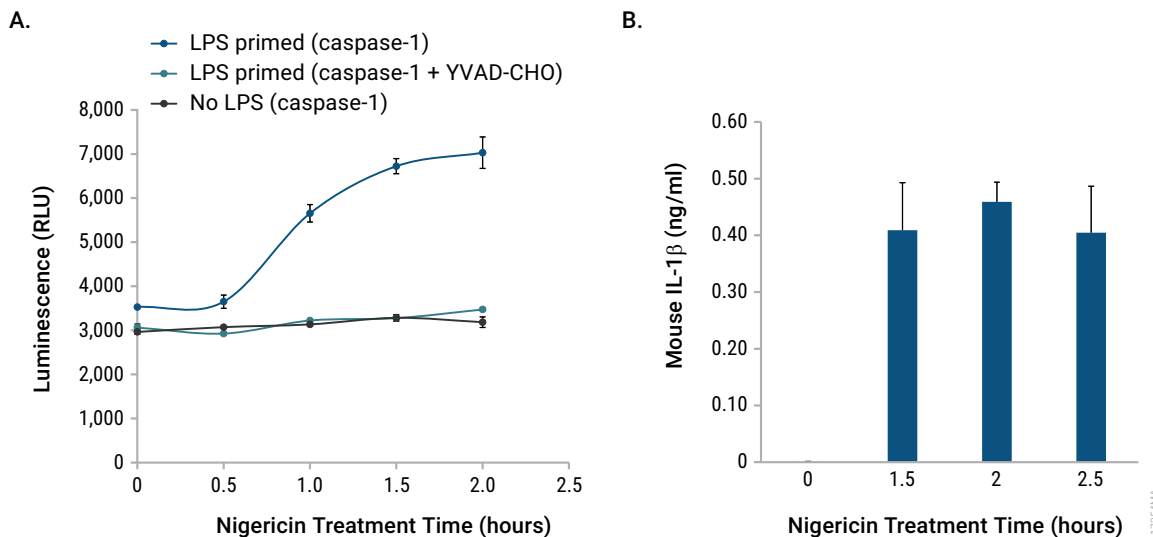 A.
LPS primed (caspase-1)
LPS primed (caspase-1 + YVAD-CHO)
No LPS (caspase-1)
8,000
7,000
6,000
5,000
4,000
3,000
2,000
1,000
0
Luminescence (RLU)
0 0.5 1.0 1.5 2.0 2.5
Nigericin Treatment Time (hours)
B.
0.60
0.50
0.40
0.30
0.20
0.10
0
Mouse IL-1β (ng/ml)
0 1.5 2 2.5
Nigericin Treatment Time (hours)